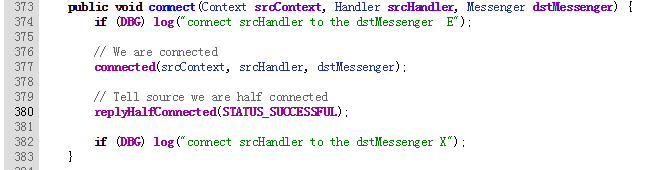 373 public void connect(Context srcContext, Handler srcHandler, Messenger dstMessenger) {
374 if (DBG) log("connect srcHandler to the dstMessenger  E");
375
376 // We are connected
377 connected(srcContext, srcHandler, dstMessenger);
378
379 // Tell source we are half connected
380 replyHalfConnected(STATUS_SUCCESSFUL);
381
382 if (DBG) log("connect srcHandler to the dstMessenger X");
383 }